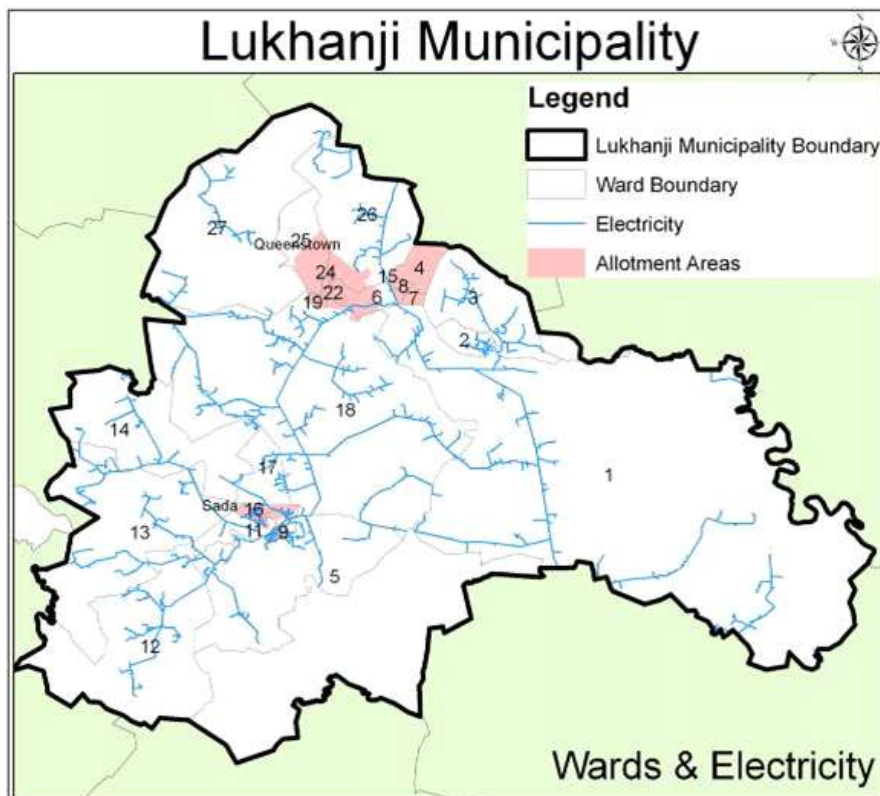 Lukhanji Municipality
W
Legend
Lukhanji Municipality Boundary
Ward Boundary
Electricity
Allotment Areas
26
27
25
Queenstown
24
15
4
8
22
6
7
3
19
2
18
14
17
1
Sada
16
13
11
9
5
12
Wards & Electricity